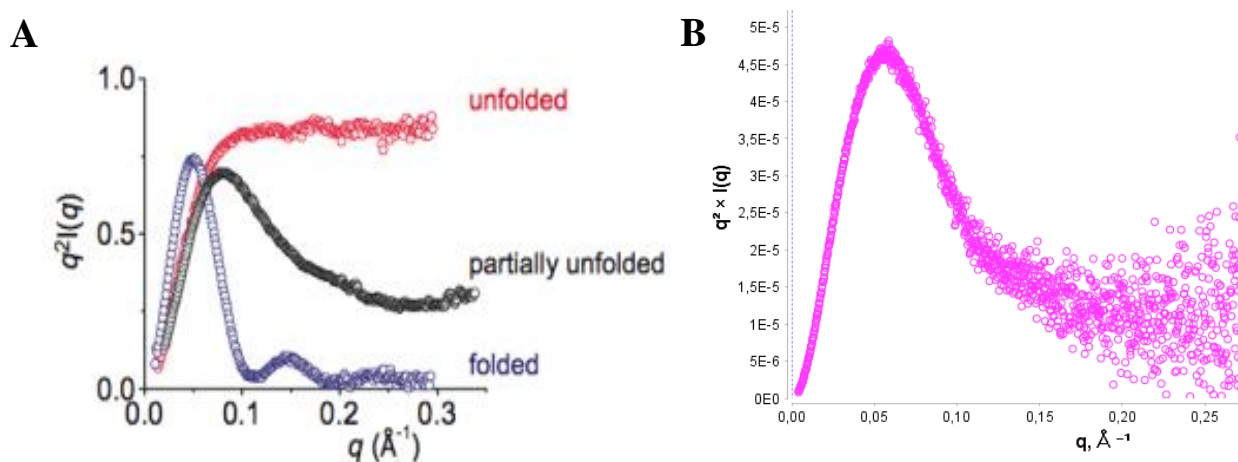 A
1.0
0.5
0.0
q²I(q)
unfolded
partially unfolded
folded
0.0
0.1
0.2
0.3
q (Å⁻¹)
B
5E-5
4,5E-5
4E-5
3,5E-5
3E-5
2,5E-5
2E-5
1,5E-5
1E-5
5E-6
0E0
q² × I(q)
0,00
0,05
0,10
0,15
0,20
0,25
q, Å ⁻¹